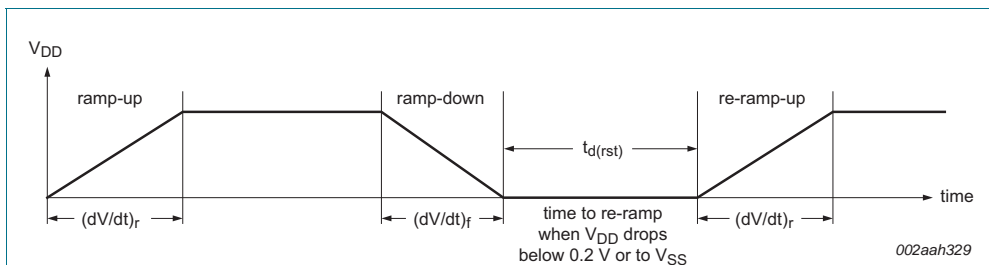 VDD
ramp-up
ramp-down
re-ramp-up
td(rst)
time
(dV/dt)r
(dV/dt)f
time to re-ramp
when VDD drops
below 0.2 V or to VSS
(dV/dt)r
002aah329